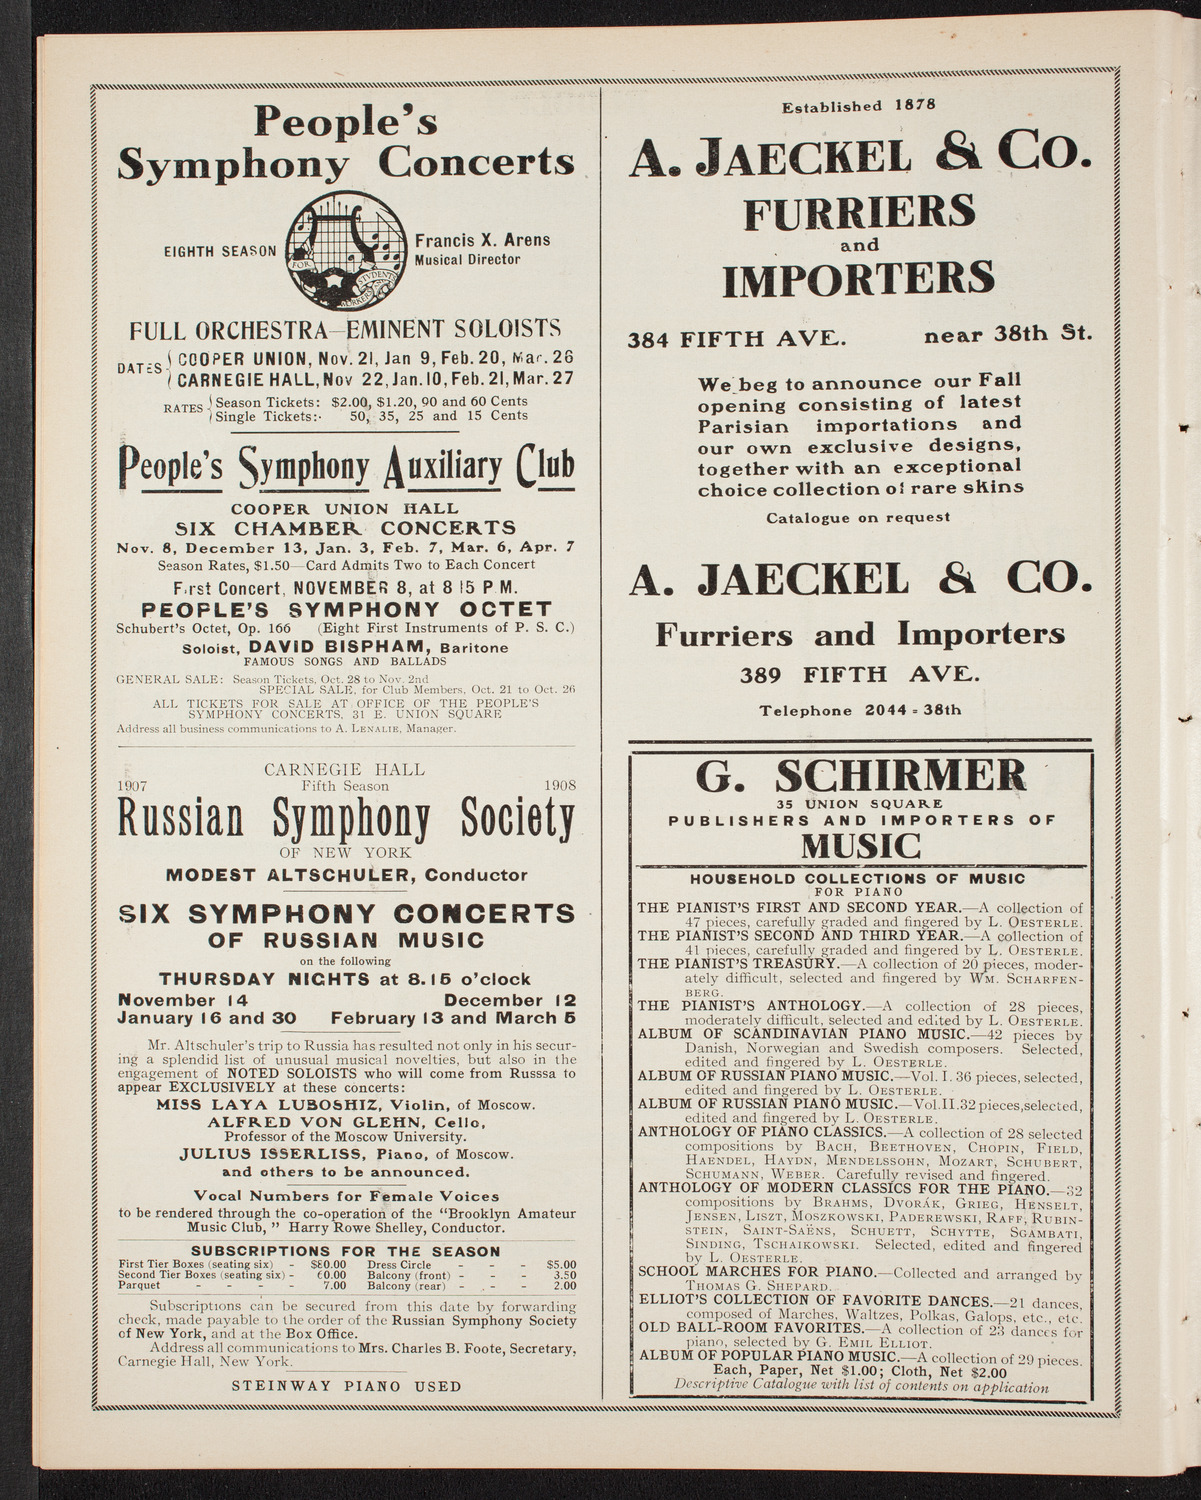 People's
Symphony Concerts
EIGHTH SEASON
FOR
STVDENTS
WORKERS
Francis X. Arens
Musical Director
FULL ORCHESTRA—EMINENT SOLOISTS
DATES { COOPER UNION, Nov. 21, Jan 9, Feb. 20, Mar. 26
CARNEGIE HALL, Nov 22, Jan. 10, Feb. 21, Mar. 27
RATES { Season Tickets: $2.00, $1.20, 90 and 60 Cents
Single Tickets: 50, 35, 25 and 15 Cents
People's Symphony Auxiliary Club
COOPER UNION HALL
SIX CHAMBER CONCERTS
Nov. 8, December 13, Jan. 3, Feb. 7, Mar. 6, Apr. 7
Season Rates, $1.50—Card Admits Two to Each Concert
First Concert, NOVEMBER 8, at 8 15 P.M.
PEOPLE'S SYMPHONY OCTET
Schubert's Octet, Op. 166 (Eight First Instruments of P. S. C.)
Soloist, DAVID BISPHAM, Baritone
FAMOUS SONGS AND BALLADS
GENERAL SALE: Season Tickets, Oct. 28 to Nov. 2nd
SPECIAL SALE, for Club Members, Oct. 21 to Oct. 26
ALL TICKETS FOR SALE AT OFFICE OF THE PEOPLE'S
SYMPHONY CONCERTS, 31 E. UNION SQUARE
Address all business communications to A. LENALIE, Manager.
CARNEGIE HALL
1907 Fifth Season 1908
Russian Symphony Society
OF NEW YORK
MODEST ALTSCHULER, Conductor
SIX SYMPHONY CONCERTS
OF RUSSIAN MUSIC
on the following
THURSDAY NIGHTS at 8.15 o'clock
November 14 December 12
January 16 and 30 February 13 and March 5
Mr. Altschuler's trip to Russia has resulted not only in his secur-
ing a splendid list of unusual musical novelties, but also in the
engagement of NOTED SOLOISTS who will come from Russsa to
appear EXCLUSIVELY at these concerts:
MISS LAYA LUBOSHIZ, Violin, of Moscow.
ALFRED VON GLEHN, Cello,
Professor of the Moscow University.
JULIUS ISSERLISS, Piano, of Moscow.
and others to be announced.
Vocal Numbers for Female Voices
to be rendered through the co-operation of the "Brooklyn Amateur
Music Club, " Harry Rowe Shelley, Conductor.
SUBSCRIPTIONS FOR THE SEASON
First Tier Boxes (seating six) - $80.00 Dress Circle - - - $5.00
Second Tier Boxes (seating six) - 60.00 Balcony (front) - - - 3.50
Parquet - - - - 7.00 Balcony (rear) - - - 2.00
Subscriptions can be secured from this date by forwarding
check, made payable to the order of the Russian Symphony Society
of New York, and at the Box Office.
Address all communications to Mrs. Charles B. Foote, Secretary,
Carnegie Hall, New York.
STEINWAY PIANO USED
Established 1878
A. JAECKEL & CO.
FURRIERS
and
IMPORTERS
384 FIFTH AVE. near 38th St.
We beg to announce our Fall
opening consisting of latest
Parisian importations and
our own exclusive designs,
together with an exceptional
choice collection of rare skins
Catalogue on request
A. JAECKEL & CO.
Furriers and Importers
389 FIFTH AVE.
Telephone 2044 - 38th
G. SCHIRMER
35 UNION SQUARE
PUBLISHERS AND IMPORTERS OF
MUSIC
HOUSEHOLD COLLECTIONS OF MUSIC
FOR PIANO
THE PIANIST'S FIRST AND SECOND YEAR.—A collection of
47 pieces, carefully graded and fingered by L. OESTERLE.
THE PIANIST'S SECOND AND THIRD YEAR.—A collection of
41 pieces, carefully graded and fingered by L. OESTERLE.
THE PIANIST'S TREASURY.—A collection of 20 pieces, moder-
ately difficult, selected and fingered by WM. SCHARFEN-
BERG.
THE PIANIST'S ANTHOLOGY.—A collection of 28 pieces,
moderately difficult, selected and edited by L. OESTERLE.
ALBUM OF SCANDINAVIAN PIANO MUSIC.—42 pieces by
Danish, Norwegian and Swedish composers. Selected,
edited and fingered by L. OESTERLE.
ALBUM OF RUSSIAN PIANO MUSIC.—Vol. I. 36 pieces, selected,
edited and fingered by L. OESTERLE.
ALBUM OF RUSSIAN PIANO MUSIC.—Vol. II. 32 pieces, selected,
edited and fingered by L. OESTERLE.
ANTHOLOGY OF PIANO CLASSICS.—A collection of 28 selected
compositions by BACH, BEETHOVEN, CHOPIN, FIELD,
HAENDEL, HAYDN, MENDELSSOHN, MOZART, SCHUBERT,
SCHUMANN, WEBER. Carefully revised and fingered.
ANTHOLOGY OF MODERN CLASSICS FOR THE PIANO.—32
compositions by BRAHMS, DVORÁK, GRIEG, HENSELT,
JENSEN, LISZT, MOSZKOWSKI, PADEREWSKI, RAFF, RUBIN-
STEIN, SAINT-SAËNS, SCHUETT, SCHYTTE, SGAMBATI,
SINDING, TSCHAIKOWSKI. Selected, edited and fingered
by L. OESTERLE.
SCHOOL MARCHES FOR PIANO.—Collected and arranged by
THOMAS G. SHEPARD.
ELLIOT'S COLLECTION OF FAVORITE DANCES.—21 dances,
composed of Marches, Waltzes, Polkas, Galops, etc., etc.
OLD BALL-ROOM FAVORITES.—A collection of 23 dances for
piano, selected by G. EMIL ELLIOT.
ALBUM OF POPULAR PIANO MUSIC.—A collection of 29 pieces.
Each, Paper, Net $1.00; Cloth, Net $2.00
Descriptive Catalogue with list of contents on application